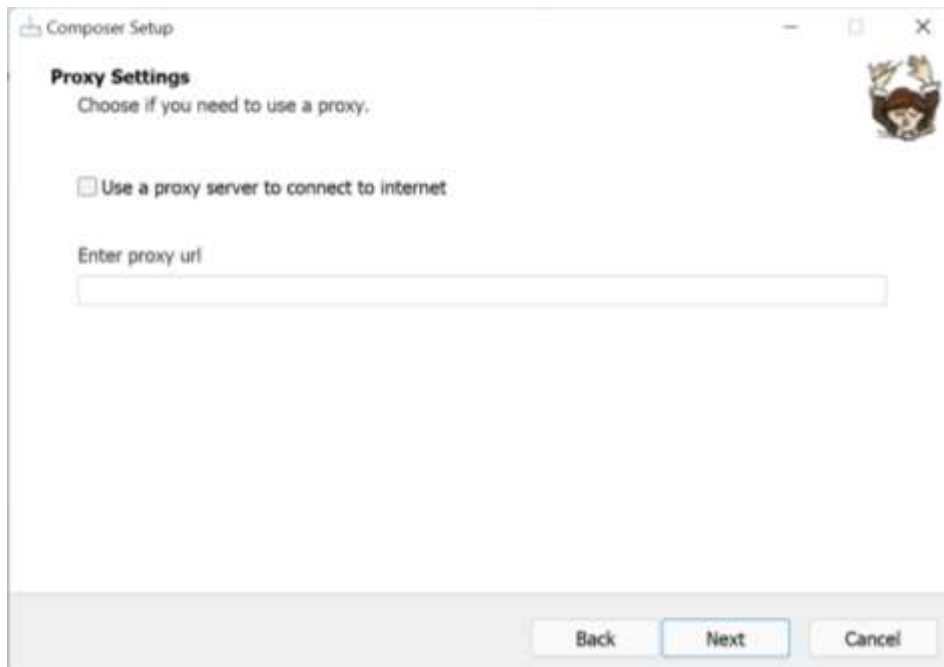 Composer Setup
Proxy Settings
Choose if you need to use a proxy.
Use a proxy server to connect to internet
Enter proxy url
Back Next Cancel